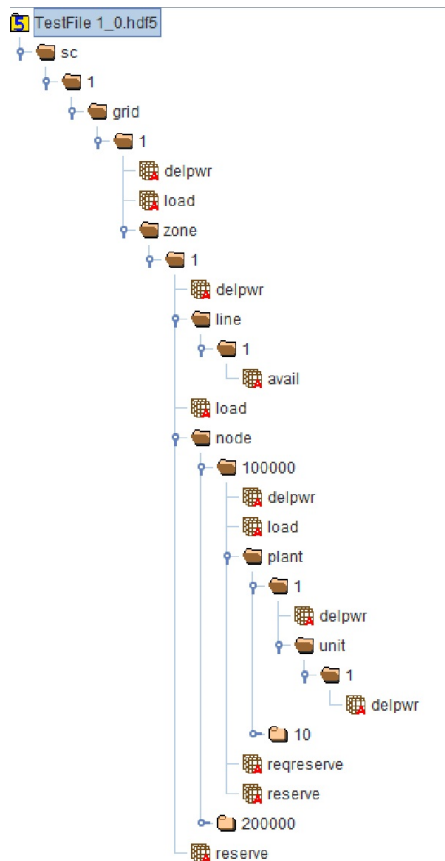 TestFile 1_0.hdf5
sc
1
grid
1
delpwr
load
zone
1
delpwr
line
1
avail
load
node
100000
delpwr
load
plant
1
delpwr
unit
1
delpwr
10
reqreserve
reserve
200000
reserve